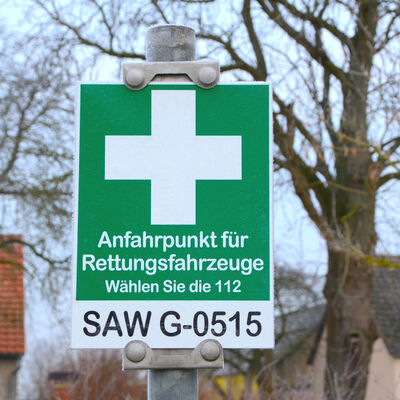 Anfahrpunkt für
Rettungsfahrzeuge
Wählen Sie die 112
SAW G-0515